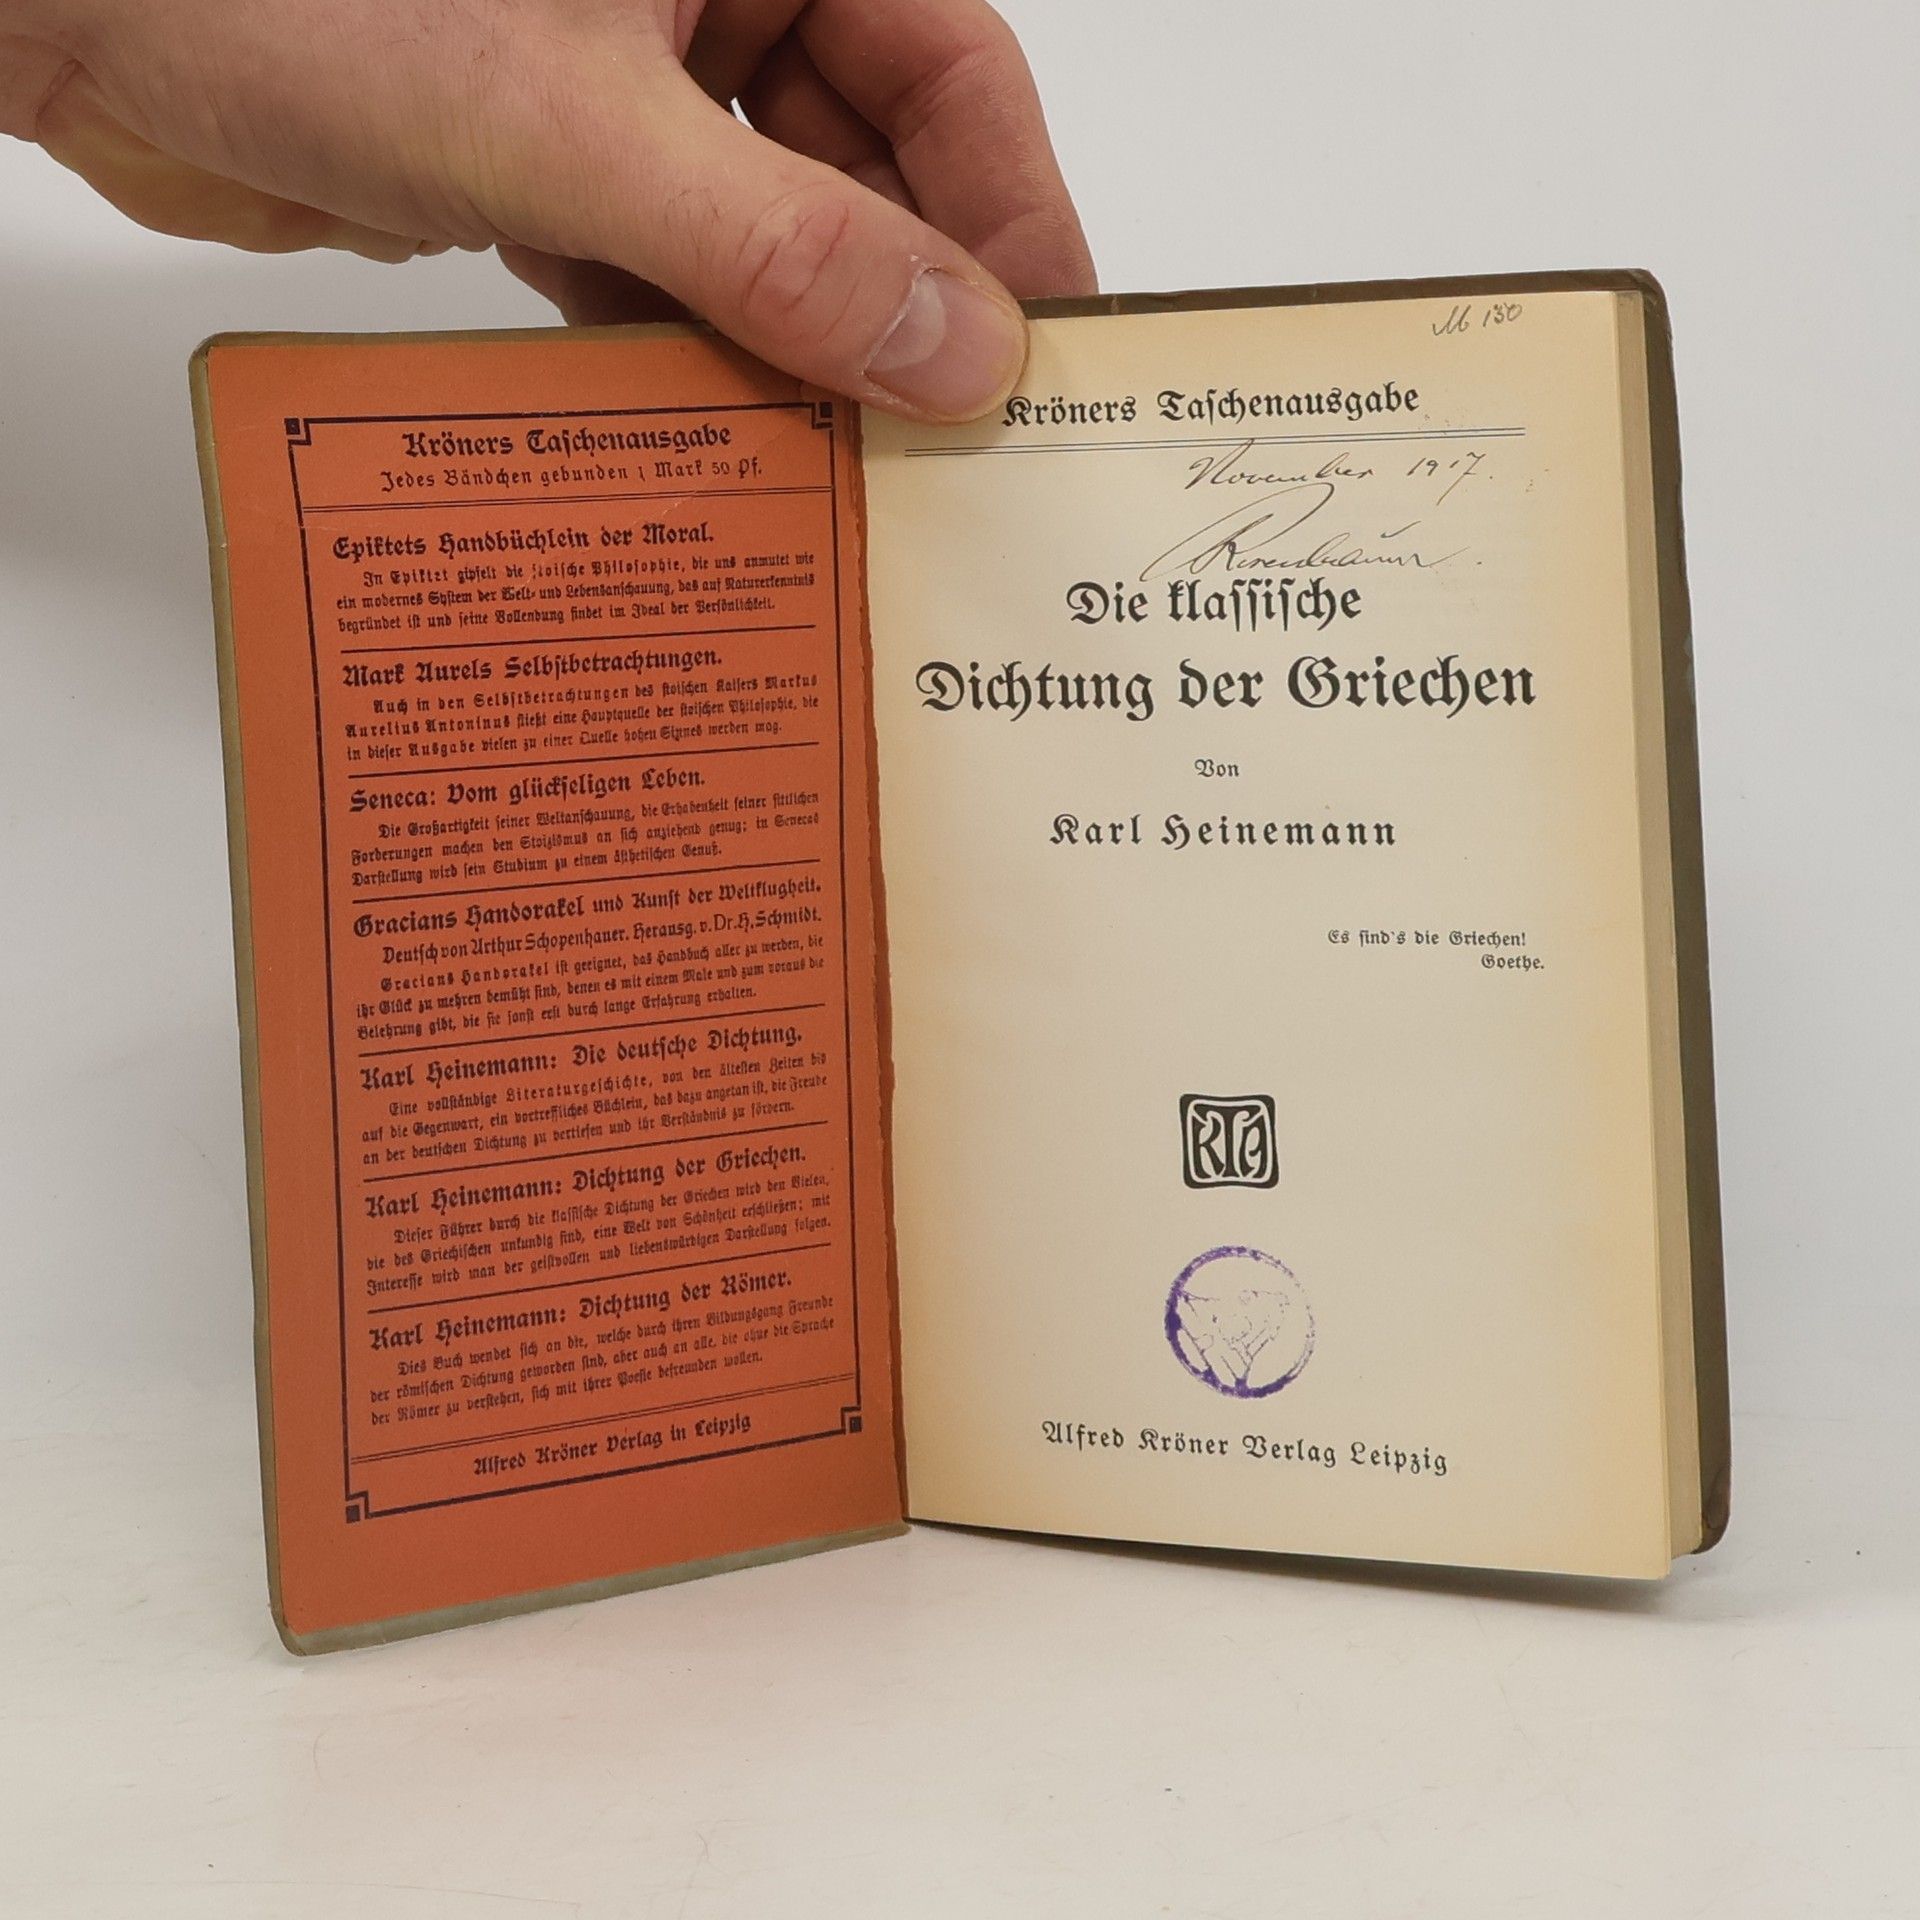 Kröners Taſchenausgabe
Jedes Bändchen gebunden 1 Mark 50 Pf.
Epiktets Handbüchlein der Moral.
In Epiktet gipfelt die ſtoiſche Philoſophie, die uns anmutet wie
ein modernes Syſtem der Welt- und Lebensanſchauung, das auf Naturerkenntnis
begründet iſt und ſeine Vollendung findet im Ideal der Perſönlichkeit.
Mark Aurels Selbſtbetrachtungen.
Auch in den Selbſtbetrachtungen des ſtoiſchen Kaiſers Markus
Aurelius Antoninus fließt eine Hauptquelle der ſtoiſchen Philoſophie, die
in dieſer Ausgabe vielen zu einer Quelle hohen Sinnes werden mag.
Seneca: Vom glückſeligen Leben.
Die Großartigkeit ſeiner Weltanſchauung, die Erhabenheit ſeiner ſittlichen
Forderungen machen den Stoizismus an ſich anziehend genug; in Senecas
Darſtellung wird ſein Studium zu einem äſthetiſchen Genuß.
Gracians Handorakel und Kunſt der Weltklugheit.
Deutſch von Arthur Schopenhauer. Herausg. v. Dr. H. Schmidt.
Gracians Handorakel iſt geeignet, das Handbuch aller zu werden, die
ihr Glück zu mehren bemüht ſind, denen es mit einem Male und zum voraus die
Belehrung gibt, die ſie ſonſt erſt durch lange Erfahrung erhalten.
Karl Heinemann: Die deutſche Dichtung.
Eine vollſtändige Literaturgeſchichte, von den älteſten Zeiten bis
auf die Gegenwart, ein vortreffliches Büchlein, das dazu angetan iſt, die Freude
an der deutſchen Dichtung zu vertiefen und ihr Verſtändnis zu fördern.
Karl Heinemann: Dichtung der Griechen.
Dieſer Führer durch die klaſſiſche Dichtung der Griechen wird den Vielen,
die des Griechiſchen unkundig ſind, eine Welt von Schönheit erſchließen; mit
Intereſſe wird man der geiſtvollen und liebenswürdigen Darſtellung folgen.
Karl Heinemann: Dichtung der Römer.
Dies Buch wendet ſich an die, welche durch ihren Bildungsgang Freunde
der römiſchen Dichtung geworden ſind, aber auch an alle, die ohne die Sprache
der Römer zu verſtehen, ſich mit ihrer Poeſie befreunden wollen.
Alfred Kröner Verlag in Leipzig
M 130
Kröners Taſchenausgabe
November 1917.
Die klaſſiſche
Dichtung der Griechen
Von
Karl Heinemann
Es ſind's die Griechen!
Goethe.
KTA
Alfred Kröner Verlag Leipzig